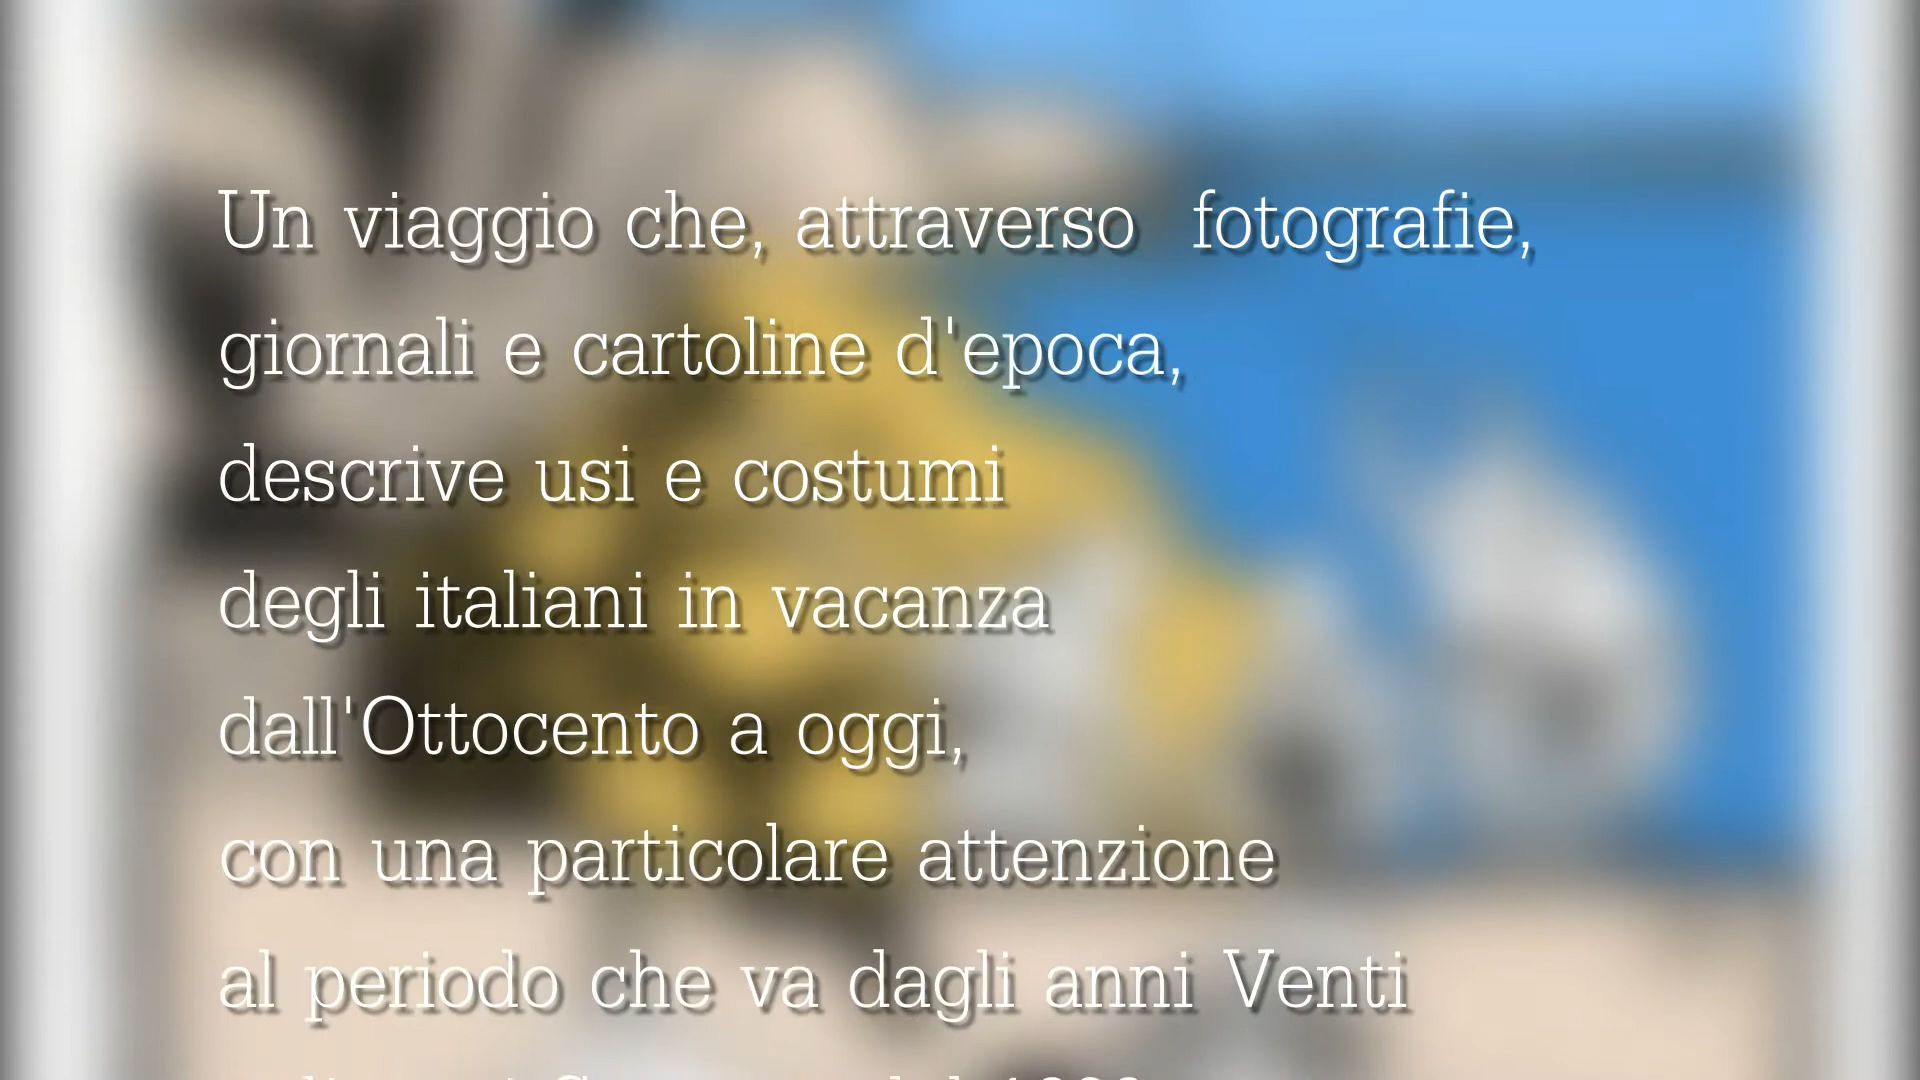 Un viaggio che, attraverso  fotografie,
giornali e cartoline d'epoca,
descrive usi e costumi
degli italiani in vacanza
dall'Ottocento a oggi,
con una particolare attenzione
al periodo che va dagli anni Venti